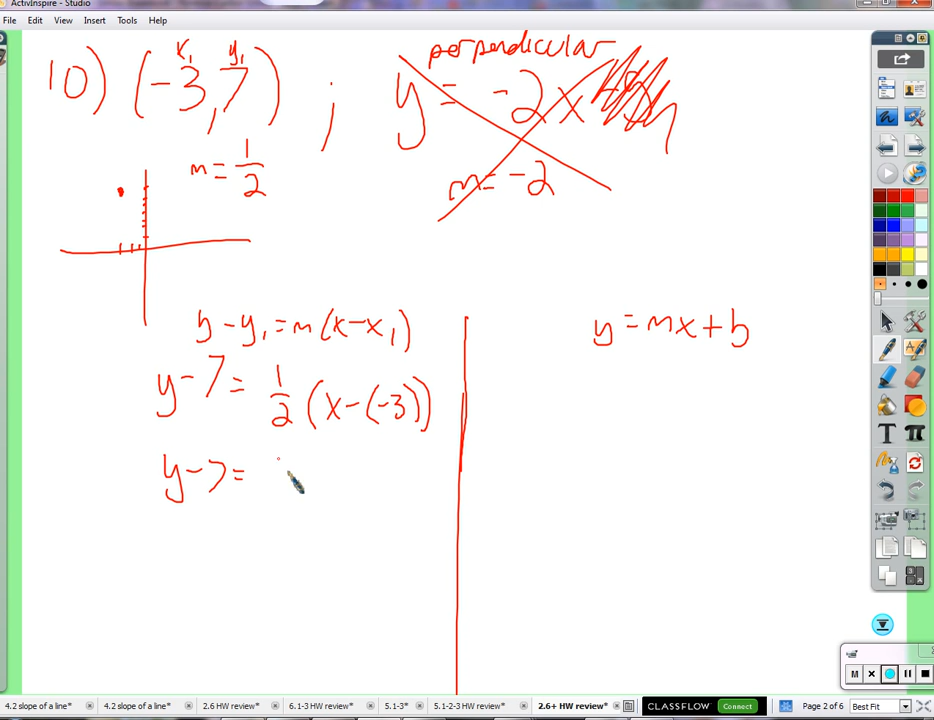 ActivInspire - Studio
File Edit View Insert Tools Help
perpendicular
x₁ y₁
10) (-3, 7) ; y = -2x
m = 1/2
m = -2
y - y₁ = m(x - x₁)
y = mx + b
y - 7 = 1/2 (x - (-3))
y - 7 =
4.2 slope of a line* 4.2 slope of a line* 2.6 HW review* 6.1-3 HW review* 5.1-3* 5.1-2-3 HW review* 2.6+ HW review* CLASSFLOW Connect Page 2 of 6 Best Fit